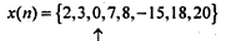 x(n) = {2,3,0,7,8,-15,18,20}
↑